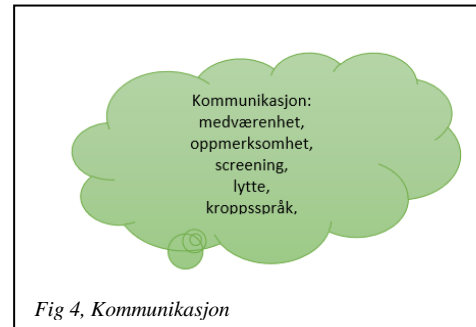 Kommunikasjon:
medværenhet,
oppmerksomhet,
screening,
lytte,
kroppsspråk,
Fig 4, Kommunikasjon